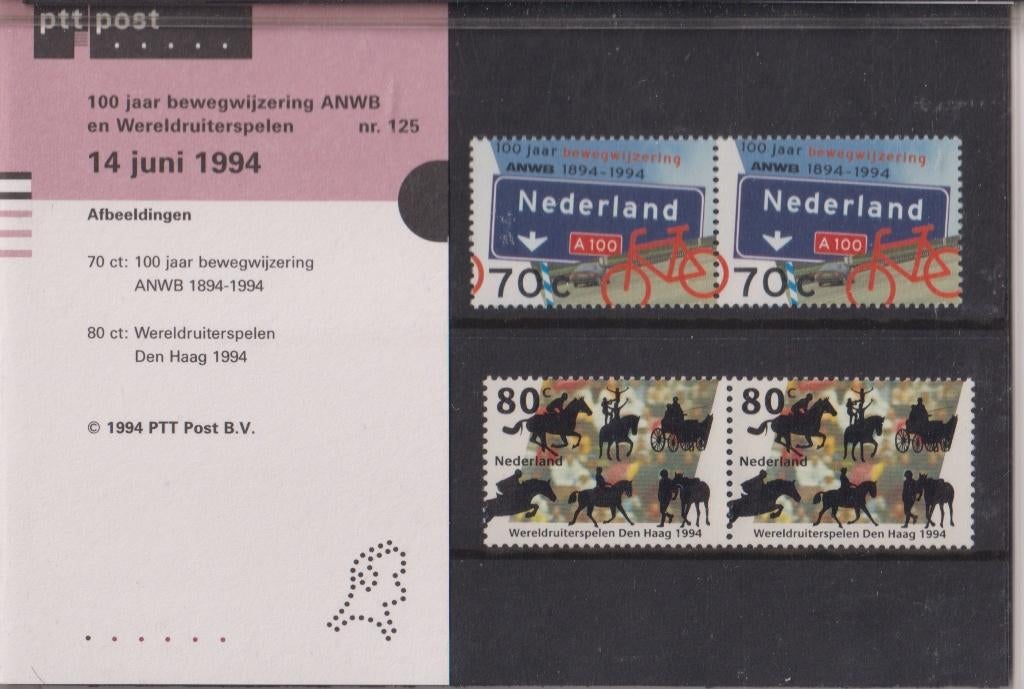 ptt post
100 jaar bewegwijzering ANWB
en Wereldruiterspelen nr. 125
14 juni 1994
Afbeeldingen
70 ct: 100 jaar bewegwijzering
ANWB 1894-1994
80 ct: Wereldruiterspelen
Den Haag 1994
© 1994 PTT Post B.V.
100 jaar bewegwijzering
ANWB 1894-1994
Nederland
A 100
70c
100 jaar bewegwijzering
ANWB 1894-1994
Nederland
A 100
70c
80c
Nederland
Wereldruiterspelen Den Haag 1994
80c
Nederland
Wereldruiterspelen Den Haag 1994